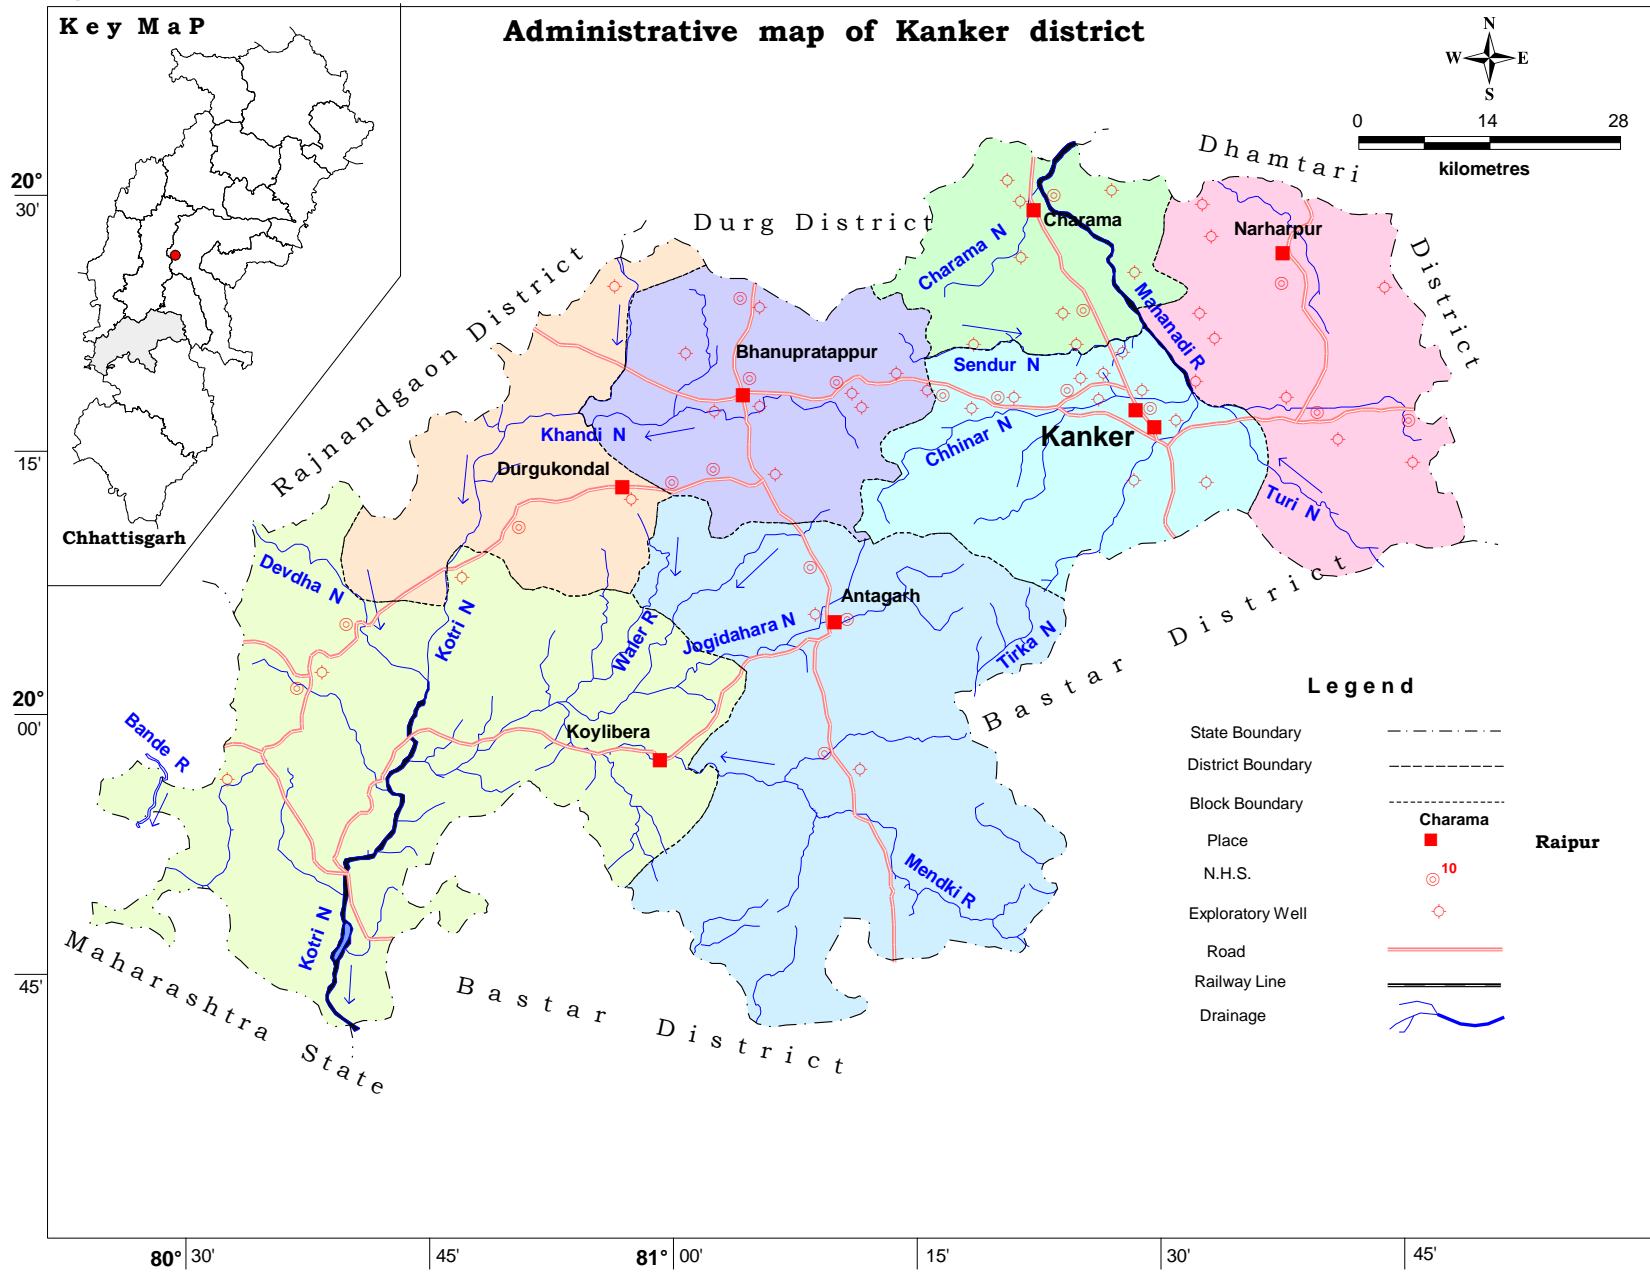 Key MaP
Administrative map of Kanker district
N
W E
S
0 14 28
kilometres
20°
30'
15'
20°
00'
45'
Chhattisgarh
Dhamtari
District
Durg District
Rajnandgaon District
Charama
Charama N
Narharpur
Mahanadi R
Bhanupratappur
Sendur N
Khandi N
Chhinar N
Kanker
Durgukondal
Turi N
Devdha N
Kotri N
Waler R
Jogidahara N
Antagarh
Tirka N
Bastar District
Bande R
Koylibera
Mendki R
Kotri N
Maharashtra State
Bastar District
Legend
State Boundary
District Boundary
Block Boundary
Charama
Place
Raipur
N.H.S.
10
Exploratory Well
Road
Railway Line
Drainage
80° 30' 45' 81° 00' 15' 30' 45'